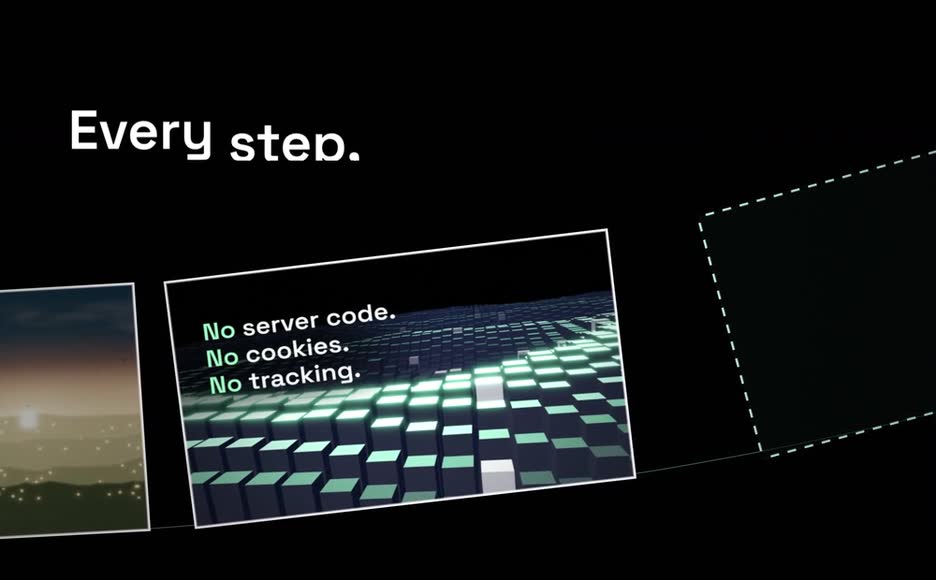 Every step.
No server code.
No cookies.
No tracking.